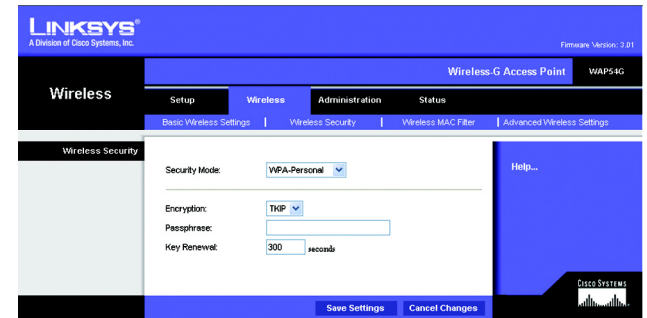 LINKSYS®
A Division of Cisco Systems, Inc.
Firmware Version: 3.01
Wireless-G Access Point WAP54G
Wireless
Setup Wireless Administration Status
Basic Wireless Settings | Wireless Security | Wireless MAC Filter | Advanced Wireless Settings
Wireless Security
Security Mode: WPA-Personal
Help...
Encryption: TKIP
Passphrase:
Key Renewal: 300 seconds
CISCO SYSTEMS
Save Settings Cancel Changes